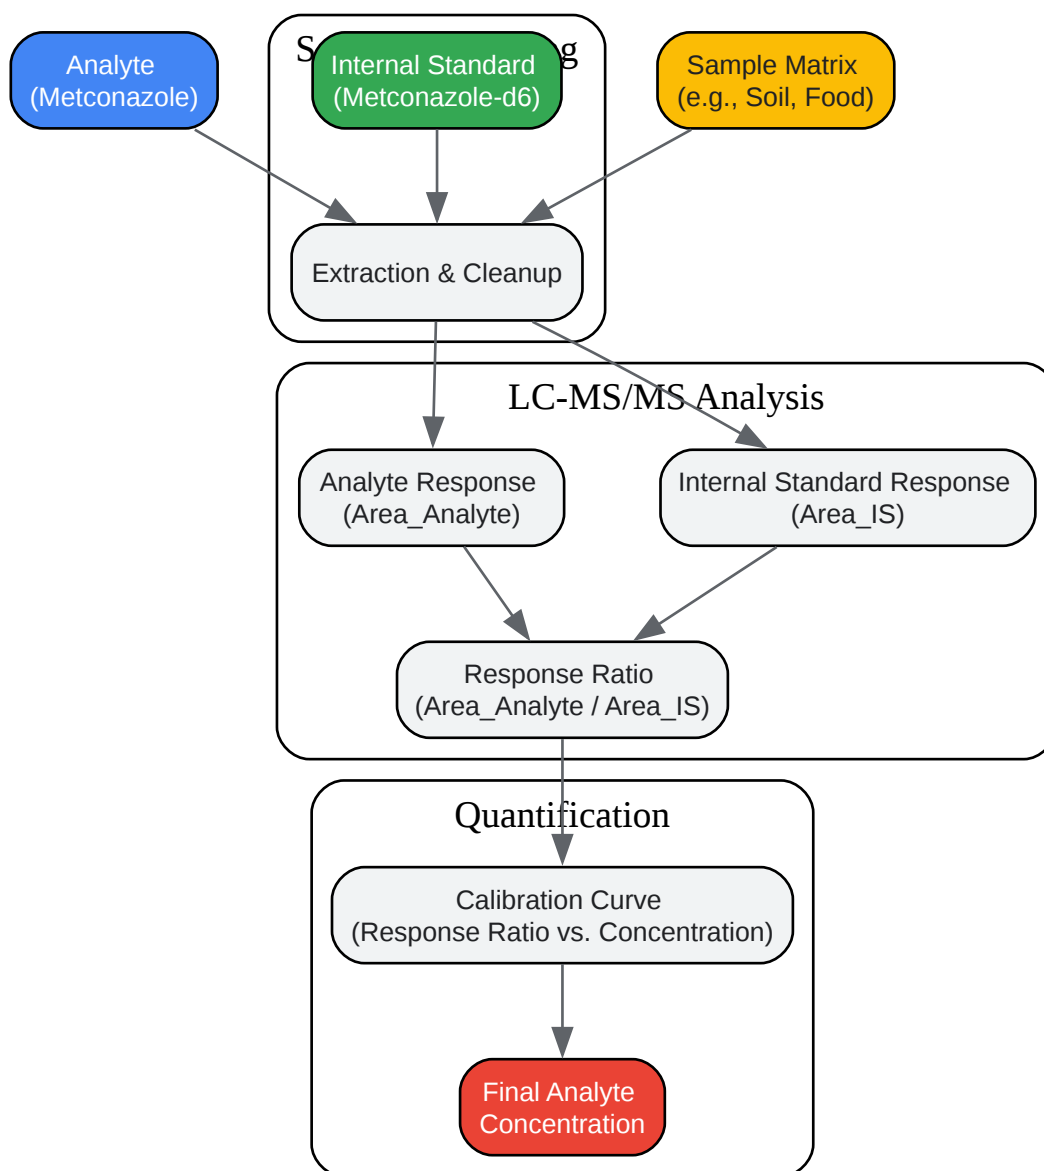 Analyte
(Metconazole)
Internal Standard
(Metconazole-d6)
Sample Matrix
(e.g., Soil, Food)
Extraction & Cleanup
LC-MS/MS Analysis
Analyte Response
(Area_Analyte)
Internal Standard Response
(Area_IS)
Response Ratio
(Area_Analyte / Area_IS)
Quantification
Calibration Curve
(Response Ratio vs. Concentration)
Final Analyte
Concentration